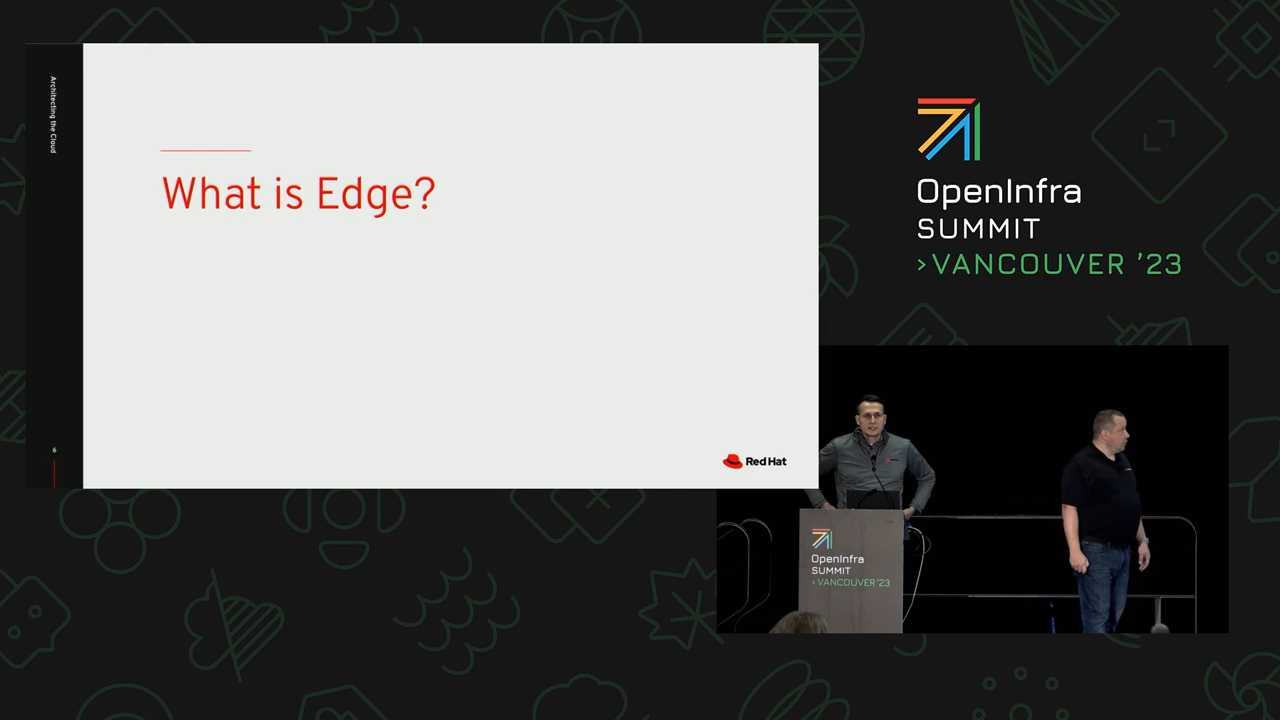 Architecting the Cloud
What is Edge?
6
Red Hat
OpenInfra
SUMMIT
>VANCOUVER '23
OpenInfra
SUMMIT
>VANCOUVER '23